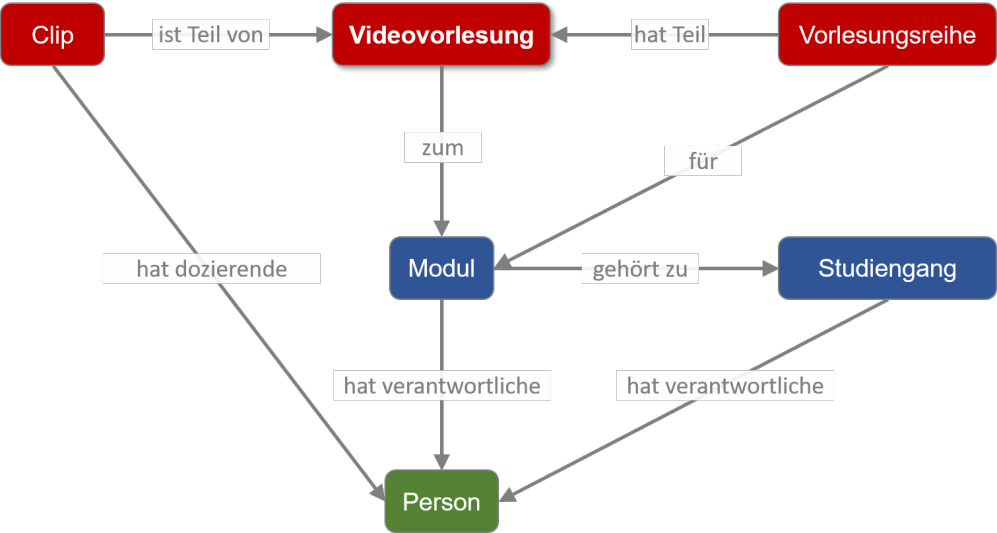 Clip
ist Teil von
Videovorlesung
hat Teil
Vorlesungsreihe
zum
für
hat dozierende
Modul
gehört zu
Studiengang
hat verantwortliche
hat verantwortliche
Person